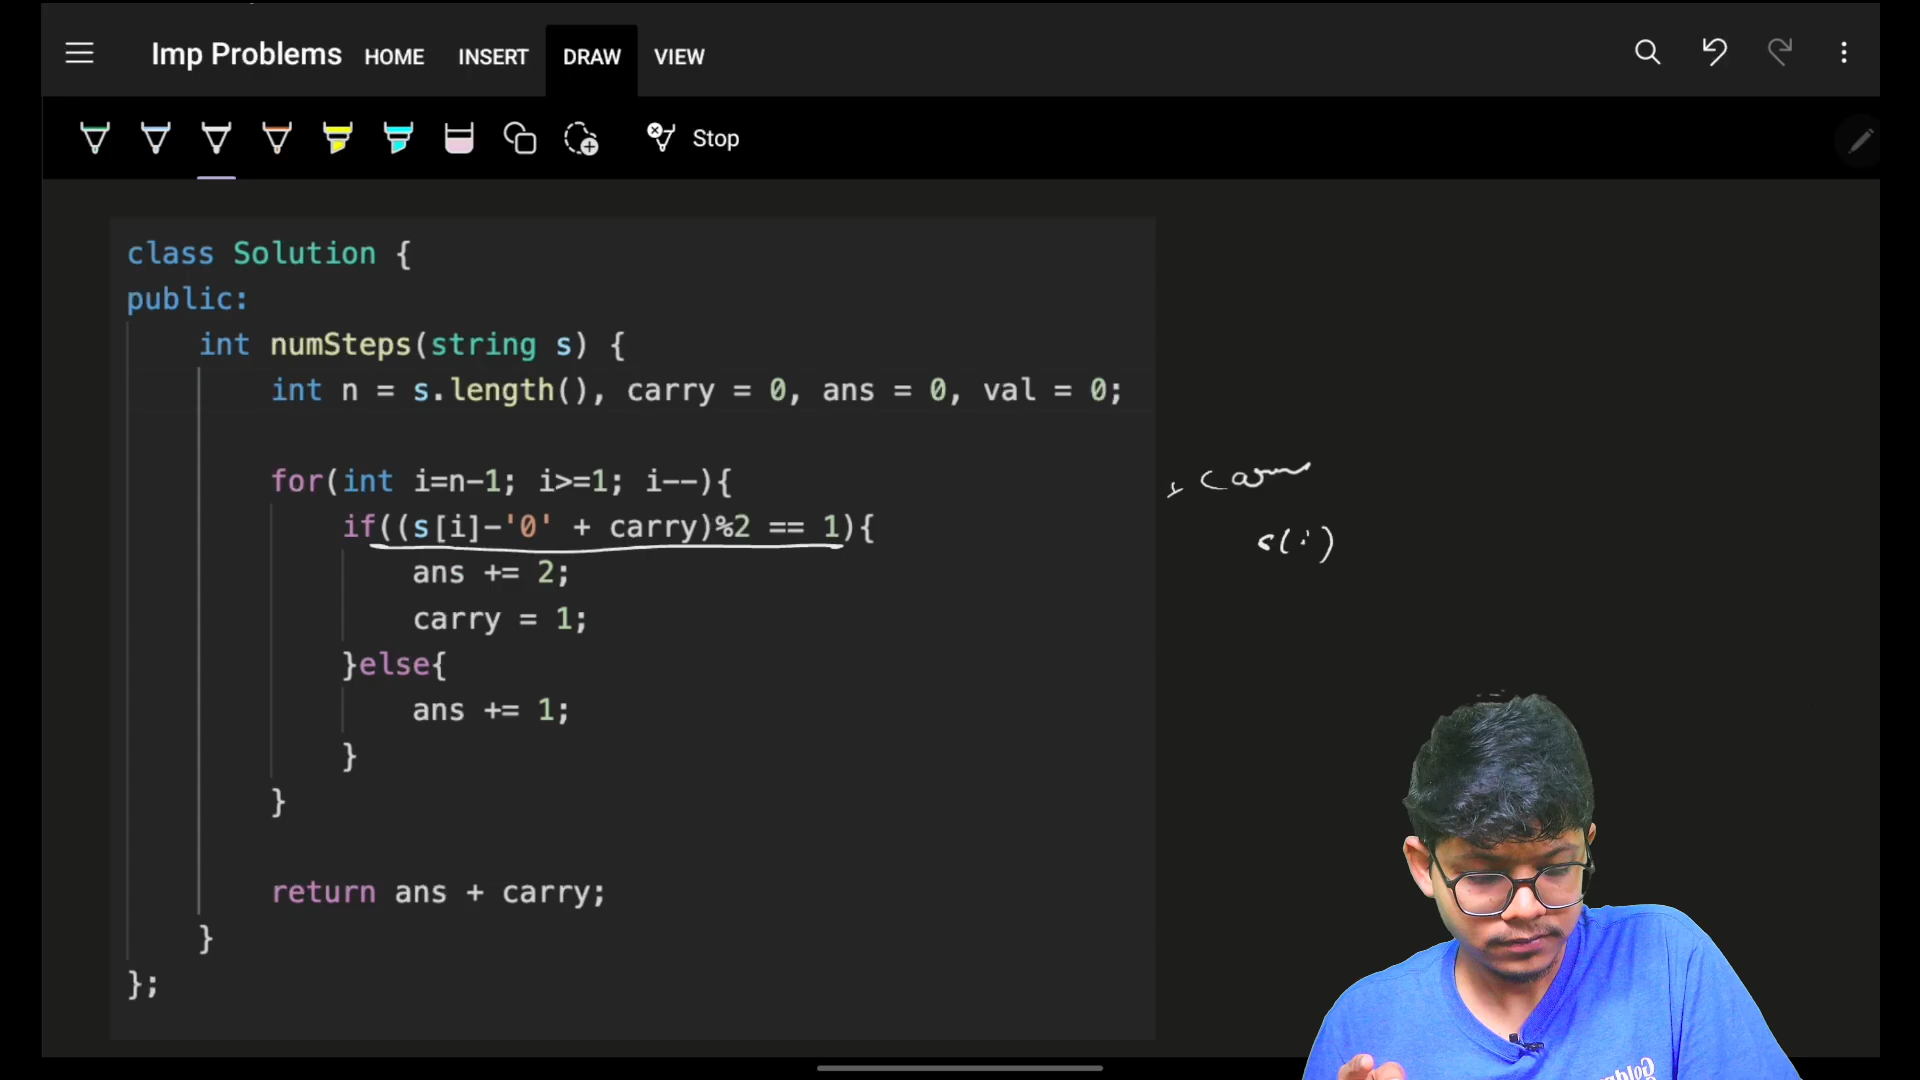 Imp Problems HOME INSERT DRAW VIEW
Stop
class Solution {
public:
int numSteps(string s) {
int n = s.length(), carry = 0, ans = 0, val = 0;
for(int i=n-1; i>=1; i--){
if((s[i]-'0' + carry)%2 == 1){
ans += 2;
carry = 1;
}else{
ans += 1;
}
}
return ans + carry;
}
};
s(i)